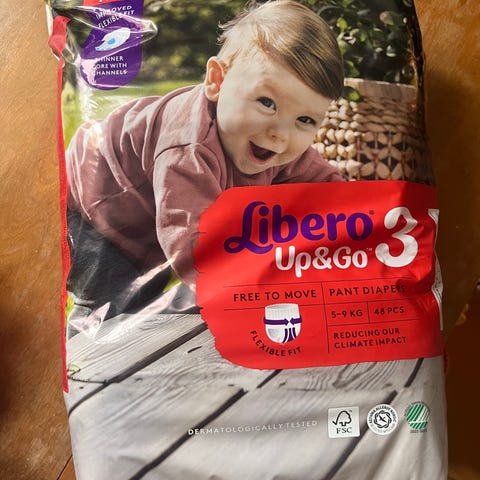 IMPROVED
FLEXIBLE FIT
THINNER
CORE WITH
CHANNELS
Libero®
Up&Go™ 3
FREE TO MOVE
PANT DIAPERS
5-9 KG
48 PCS
FLEXIBLE FIT
REDUCING OUR
CLIMATE IMPACT
DERMATOLOGICALLY TESTED
FSC